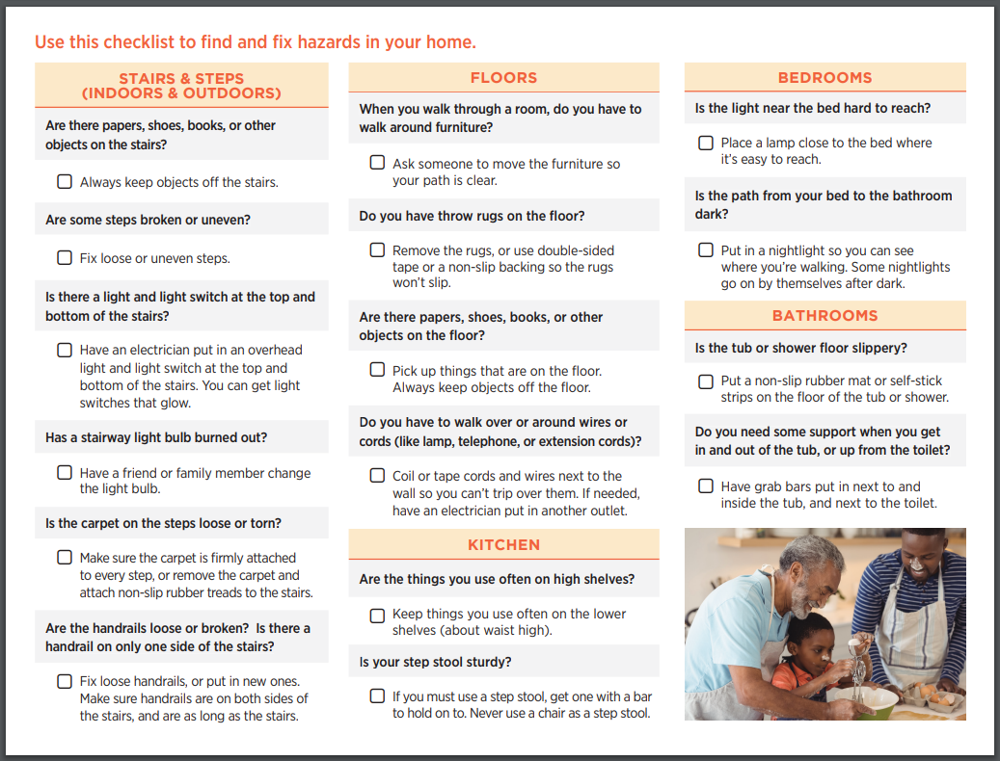 Use this checklist to find and fix hazards in your home.
STAIRS & STEPS
(INDOORS & OUTDOORS)
Are there papers, shoes, books, or other
objects on the stairs?
Always keep objects off the stairs.
Are some steps broken or uneven?
Fix loose or uneven steps.
Is there a light and light switch at the top and
bottom of the stairs?
Have an electrician put in an overhead
light and light switch at the top and
bottom of the stairs. You can get light
switches that glow.
Has a stairway light bulb burned out?
Have a friend or family member change
the light bulb.
Is the carpet on the steps loose or torn?
Make sure the carpet is firmly attached
to every step, or remove the carpet and
attach non-slip rubber treads to the stairs.
Are the handrails loose or broken?  Is there a
handrail on only one side of the stairs?
Fix loose handrails, or put in new ones.
Make sure handrails are on both sides of
the stairs, and are as long as the stairs.
FLOORS
When you walk through a room, do you have to
walk around furniture?
Ask someone to move the furniture so
your path is clear.
Do you have throw rugs on the floor?
Remove the rugs, or use double-sided
tape or a non-slip backing so the rugs
won't slip.
Are there papers, shoes, books, or other
objects on the floor?
Pick up things that are on the floor.
Always keep objects off the floor.
Do you have to walk over or around wires or
cords (like lamp, telephone, or extension cords)?
Coil or tape cords and wires next to the
wall so you can't trip over them. If needed,
have an electrician put in another outlet.
KITCHEN
Are the things you use often on high shelves?
Keep things you use often on the lower
shelves (about waist high).
Is your step stool sturdy?
If you must use a step stool, get one with a bar
to hold on to. Never use a chair as a step stool.
BEDROOMS
Is the light near the bed hard to reach?
Place a lamp close to the bed where
it's easy to reach.
Is the path from your bed to the bathroom
dark?
Put in a nightlight so you can see
where you're walking. Some nightlights
go on by themselves after dark.
BATHROOMS
Is the tub or shower floor slippery?
Put a non-slip rubber mat or self-stick
strips on the floor of the tub or shower.
Do you need some support when you get
in and out of the tub, or up from the toilet?
Have grab bars put in next to and
inside the tub, and next to the toilet.